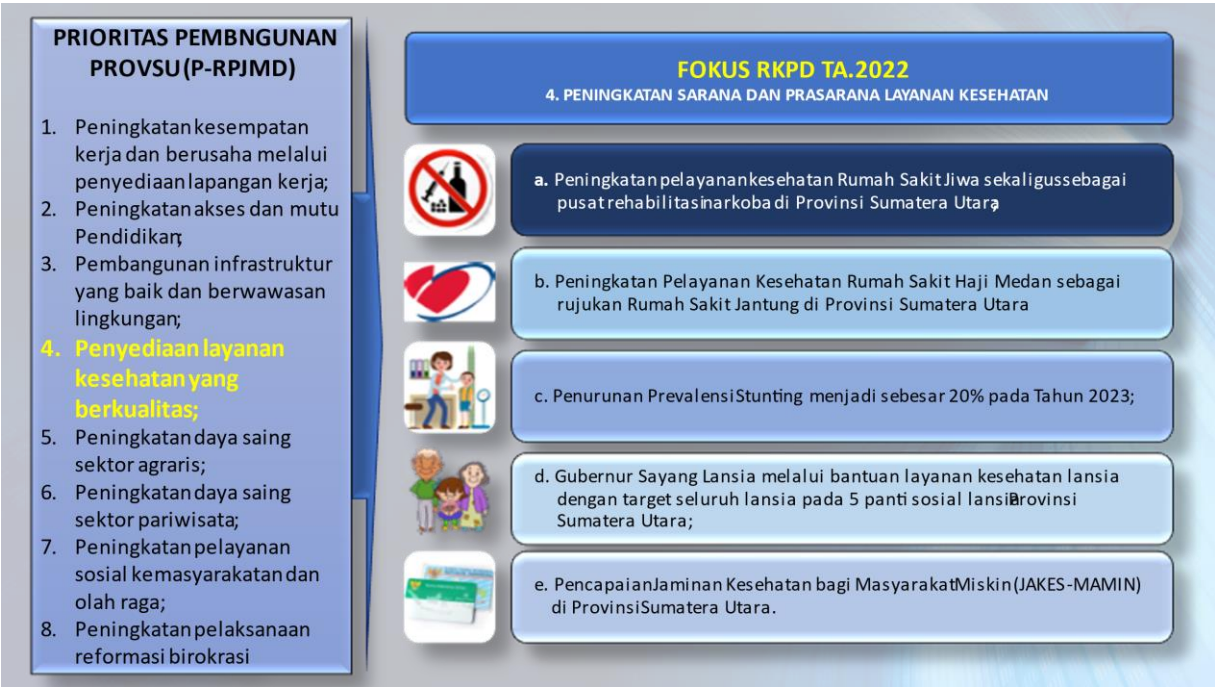 PRIORITAS PEMBNGUNAN
PROVSU (P-RPJMD)
1. Peningkatan kesempatan
kerja dan berusaha melalui
penyediaan lapangan kerja;
2. Peningkatan akses dan mutu
Pendidikan;
3. Pembangunan infrastruktur
yang baik dan berwawasan
lingkungan;
4. Penyediaan layanan
kesehatan yang
berkualitas;
5. Peningkatan daya saing
sektor agraris;
6. Peningkatan daya saing
sektor pariwisata;
7. Peningkatan pelayanan
sosial kemasyarakatan dan
olah raga;
8. Peningkatan pelaksanaan
reformasi birokrasi
FOKUS RKPD TA.2022
4. PENINGKATAN SARANA DAN PRASARANA LAYANAN KESEHATAN
a. Peningkatan pelayanan kesehatan Rumah Sakit Jiwa sekaligus sebagai
pusat rehabilitasi narkoba di Provinsi Sumatera Utara;
b. Peningkatan Pelayanan Kesehatan Rumah Sakit Haji Medan sebagai
rujukan Rumah Sakit Jantung di Provinsi Sumatera Utara
c. Penurunan Prevalensi Stunting menjadi sebesar 20% pada Tahun 2023;
d. Gubernur Sayang Lansia melalui bantuan layanan kesehatan lansia
dengan target seluruh lansia pada 5 panti sosial lansia Provinsi
Sumatera Utara;
e. Pencapaian Jaminan Kesehatan bagi Masyarakat Miskin (JAKES-MAMIN)
di Provinsi Sumatera Utara.